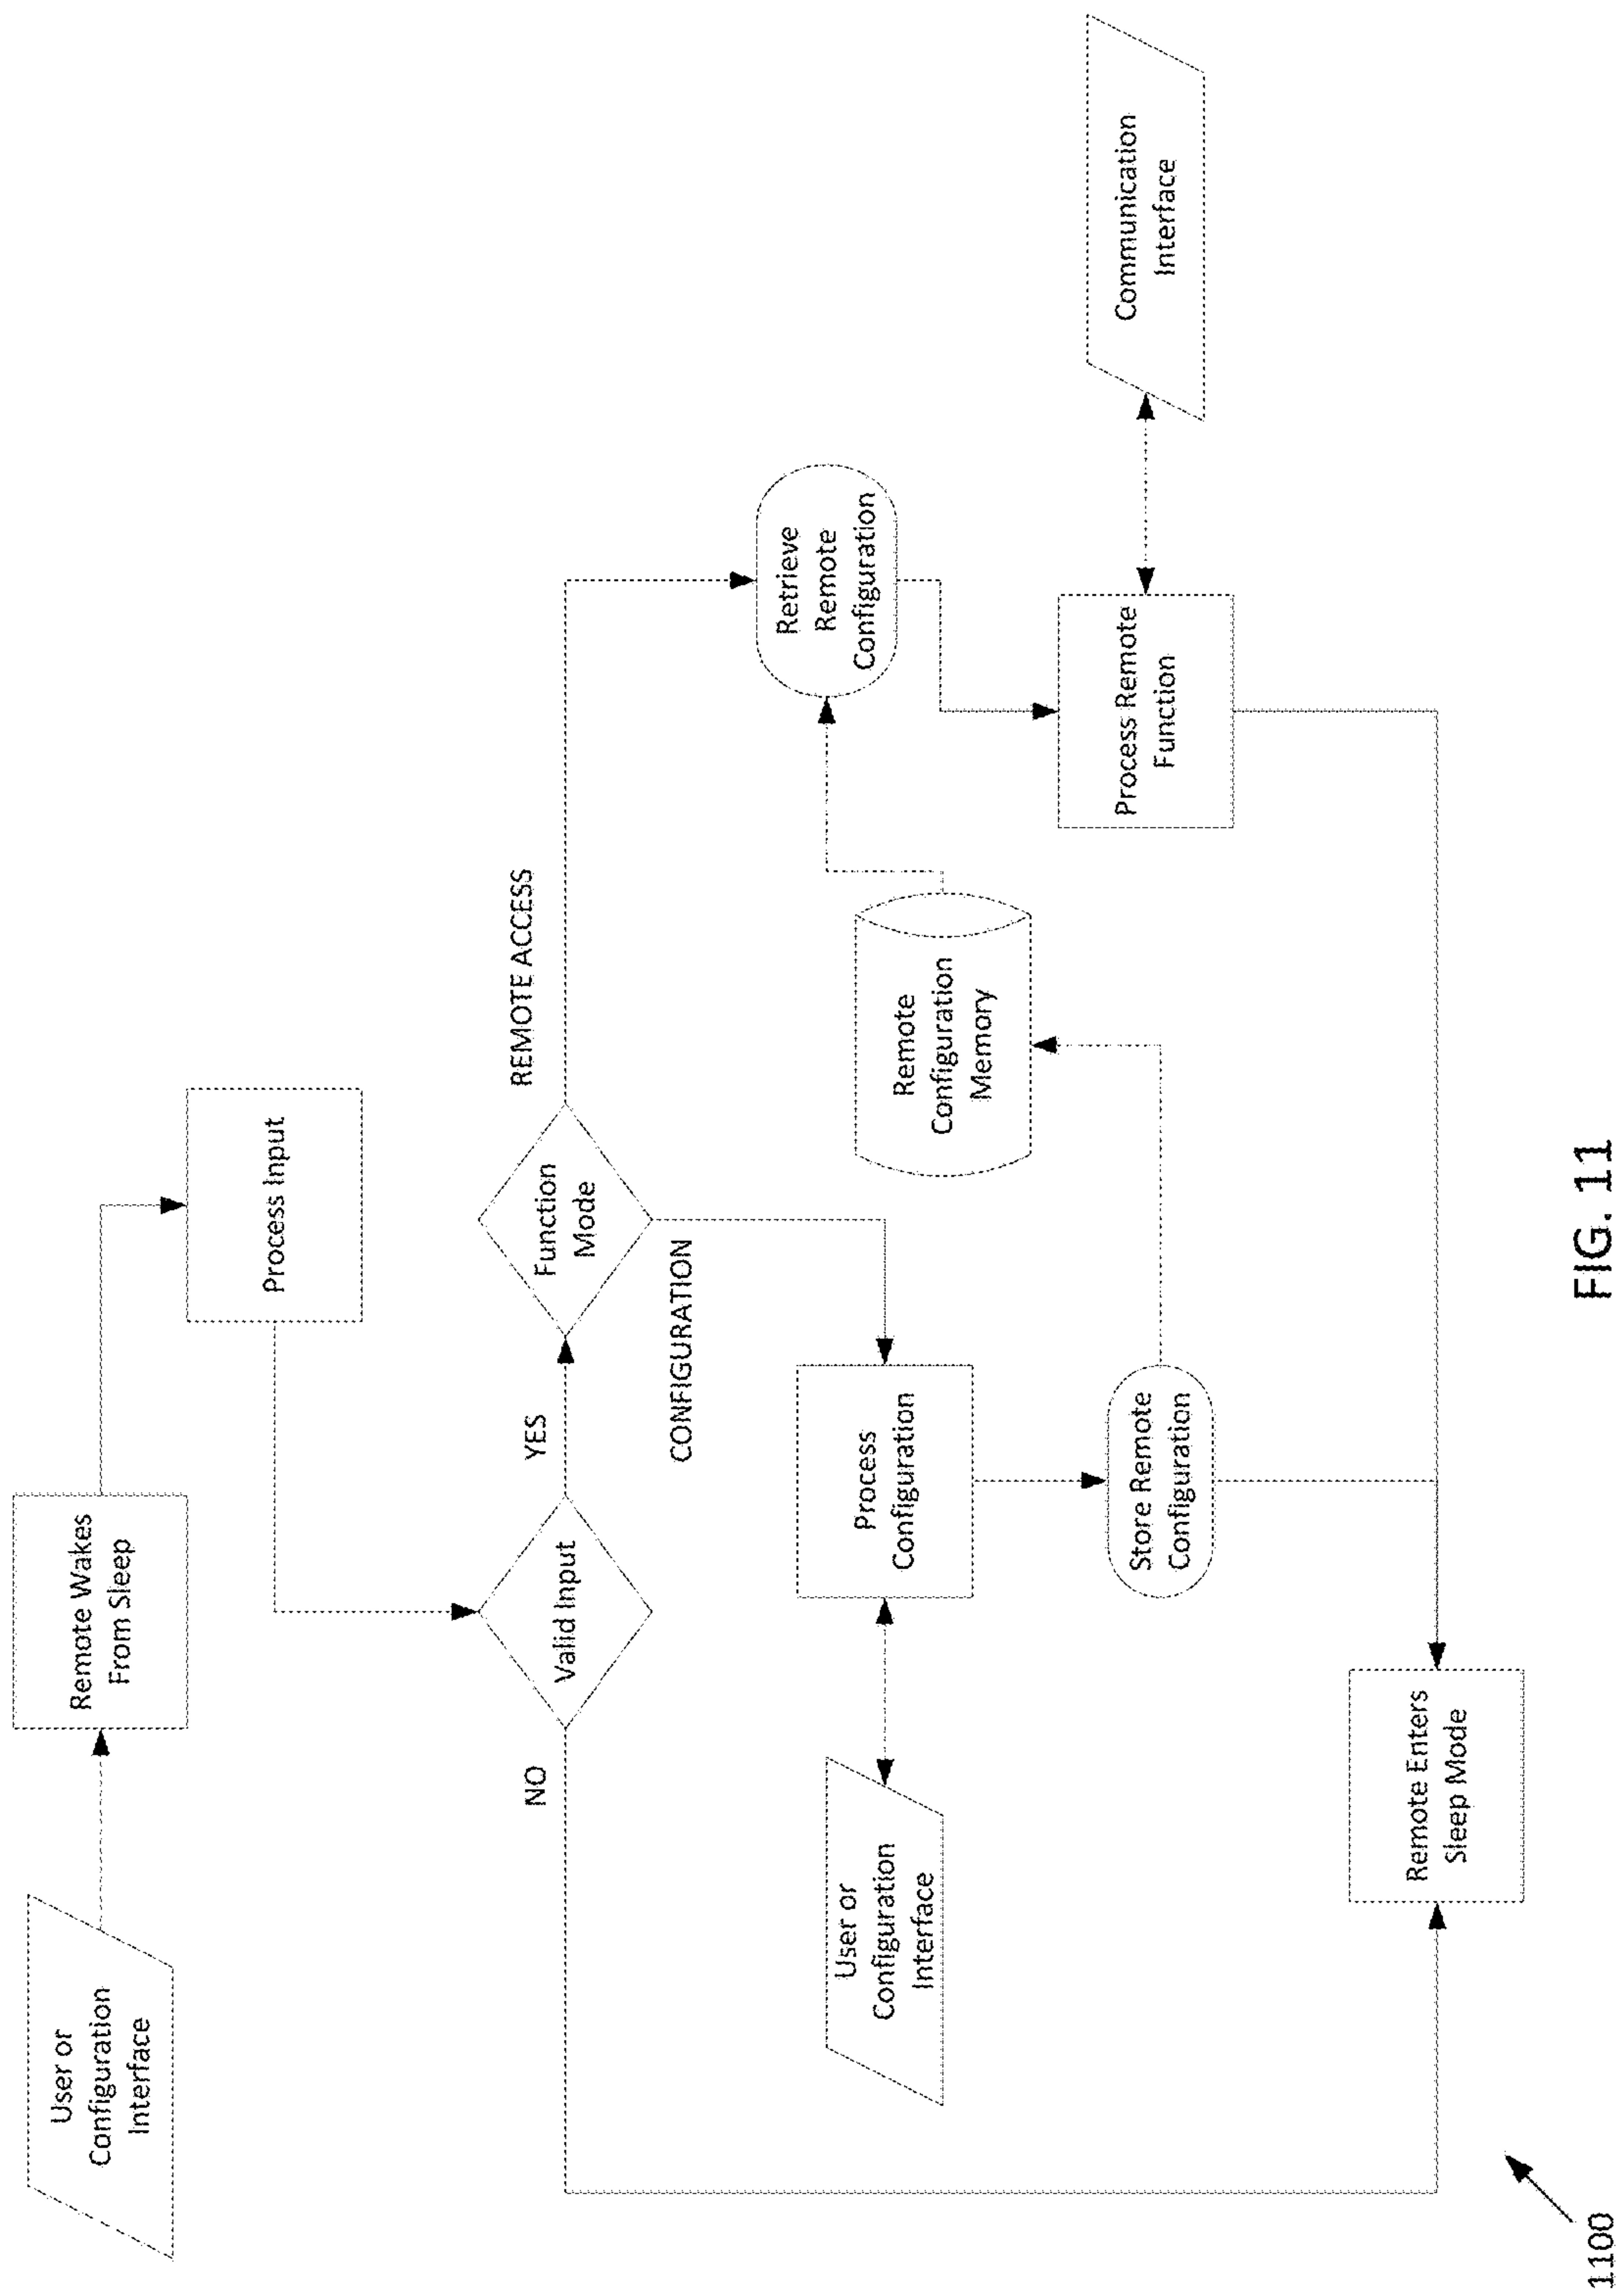 User or
Configuration
Interface
Remote Wakes
From Sleep
Process Input
Valid Input
YES
NO
Function
Mode
REMOTE ACCESS
CONFIGURATION
User or
Configuration
Interface
Process
Configuration
Store Remote
Configuration
Remote
Configuration
Memory
Retrieve
Remote
Configuration
Process Remote
Function
Communication
Interface
Remote Enters
Sleep Mode
1100
FIG. 11